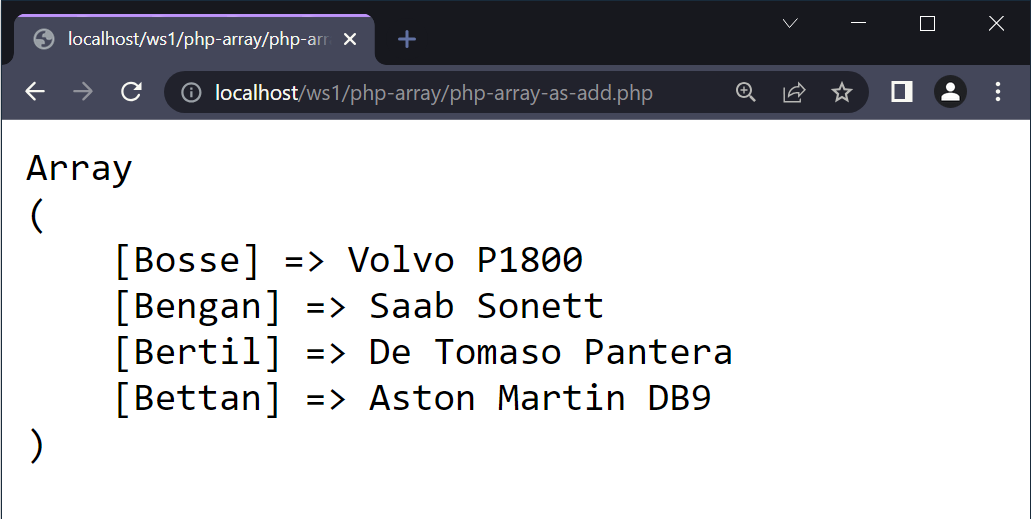 localhost/ws1/php-array/php-arr
localhost/ws1/php-array/php-array-as-add.php
Array
(
    [Bosse] => Volvo P1800
    [Bengan] => Saab Sonett
    [Bertil] => De Tomaso Pantera
    [Bettan] => Aston Martin DB9
)